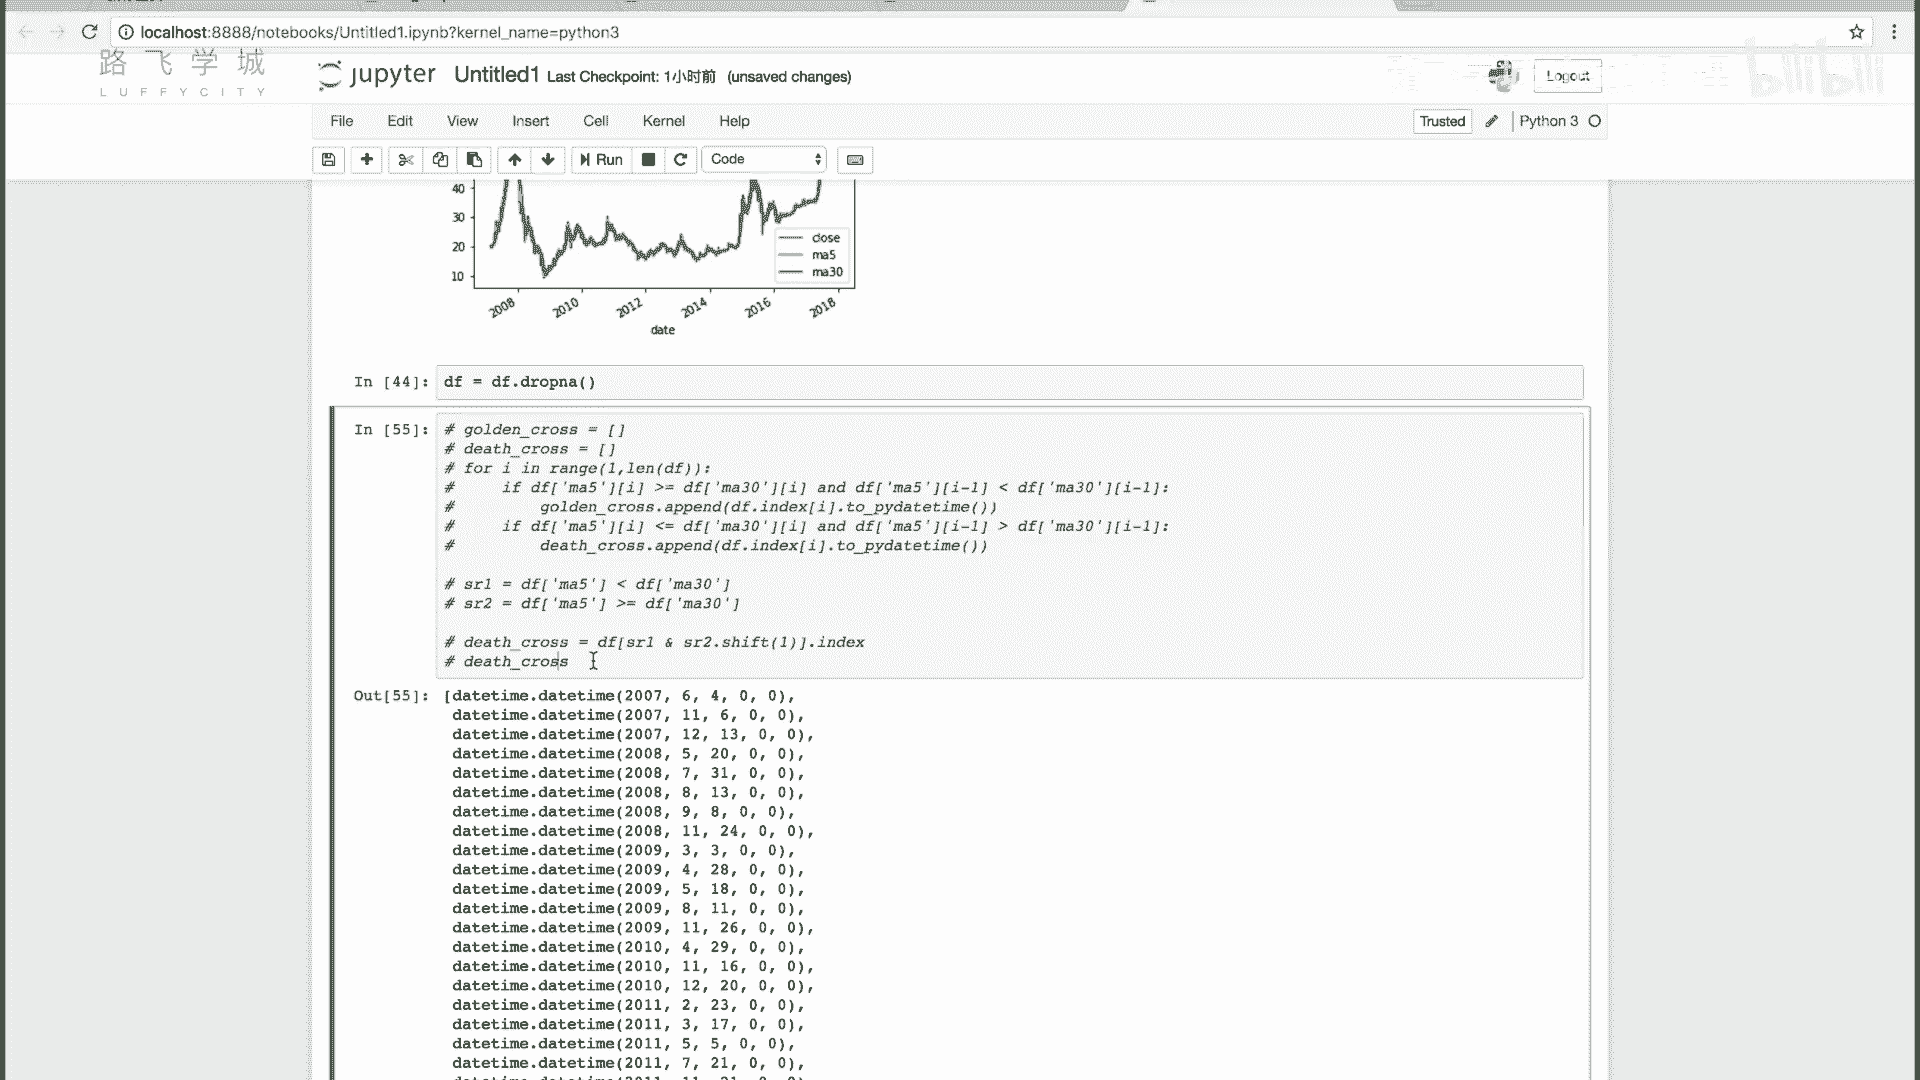 localhost:8888/notebooks/Untitled1.ipynb?kernel_name=python3
路飞学城
LUFFYCITY
jupyter Untitled1 Last Checkpoint: 1小时前 (unsaved changes)
Logout
bilibili
File Edit View Insert Cell Kernel Help
Trusted
Python 3
Run
Code
40
30
20
10
close
ma5
ma30
2008 2010 2012 2014 2016 2018
date
In [44]: df = df.dropna()
In [55]: # golden_cross = []
# death_cross = []
# for i in range(1,len(df)):
#     if df['ma5'][i] >= df['ma30'][i] and df['ma5'][i-1] < df['ma30'][i-1]:
#         golden_cross.append(df.index[i].to_pydatetime())
#     if df['ma5'][i] <= df['ma30'][i] and df['ma5'][i-1] > df['ma30'][i-1]:
#         death_cross.append(df.index[i].to_pydatetime())
# sr1 = df['ma5'] < df['ma30']
# sr2 = df['ma5'] >= df['ma30']
# death_cross = df[sr1 & sr2.shift(1)].index
# death_cross
Out[55]: [datetime.datetime(2007, 6, 4, 0, 0),
datetime.datetime(2007, 11, 6, 0, 0),
datetime.datetime(2007, 12, 13, 0, 0),
datetime.datetime(2008, 5, 20, 0, 0),
datetime.datetime(2008, 7, 31, 0, 0),
datetime.datetime(2008, 8, 13, 0, 0),
datetime.datetime(2008, 9, 8, 0, 0),
datetime.datetime(2008, 11, 24, 0, 0),
datetime.datetime(2009, 3, 3, 0, 0),
datetime.datetime(2009, 4, 28, 0, 0),
datetime.datetime(2009, 5, 18, 0, 0),
datetime.datetime(2009, 8, 11, 0, 0),
datetime.datetime(2009, 11, 26, 0, 0),
datetime.datetime(2010, 4, 29, 0, 0),
datetime.datetime(2010, 11, 16, 0, 0),
datetime.datetime(2010, 12, 20, 0, 0),
datetime.datetime(2011, 2, 23, 0, 0),
datetime.datetime(2011, 3, 17, 0, 0),
datetime.datetime(2011, 5, 5, 0, 0),
datetime.datetime(2011, 7, 21, 0, 0),